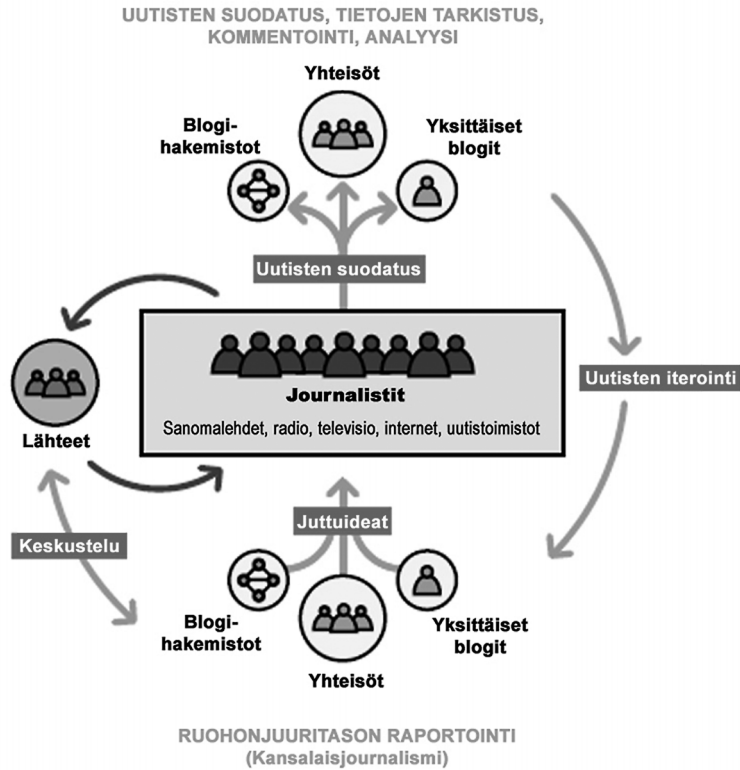 UUTISTEN SUODATUS, TIETOJEN TARKISTUS,
KOMMENTOINTI, ANALYYSI
Yhteisöt
Blogi-
hakemistot
Yksittäiset
blogit
Uutisten suodatus
Journalistit
Sanomalehdet, radio, televisio, internet, uutistoimistot
Uutisten iterointi
Lähteet
Juttuideat
Keskustelu
Blogi-
hakemistot
Yksittäiset
blogit
Yhteisöt
RUOHONJUURITASON RAPORTOINTI
(Kansalaisjournalismi)